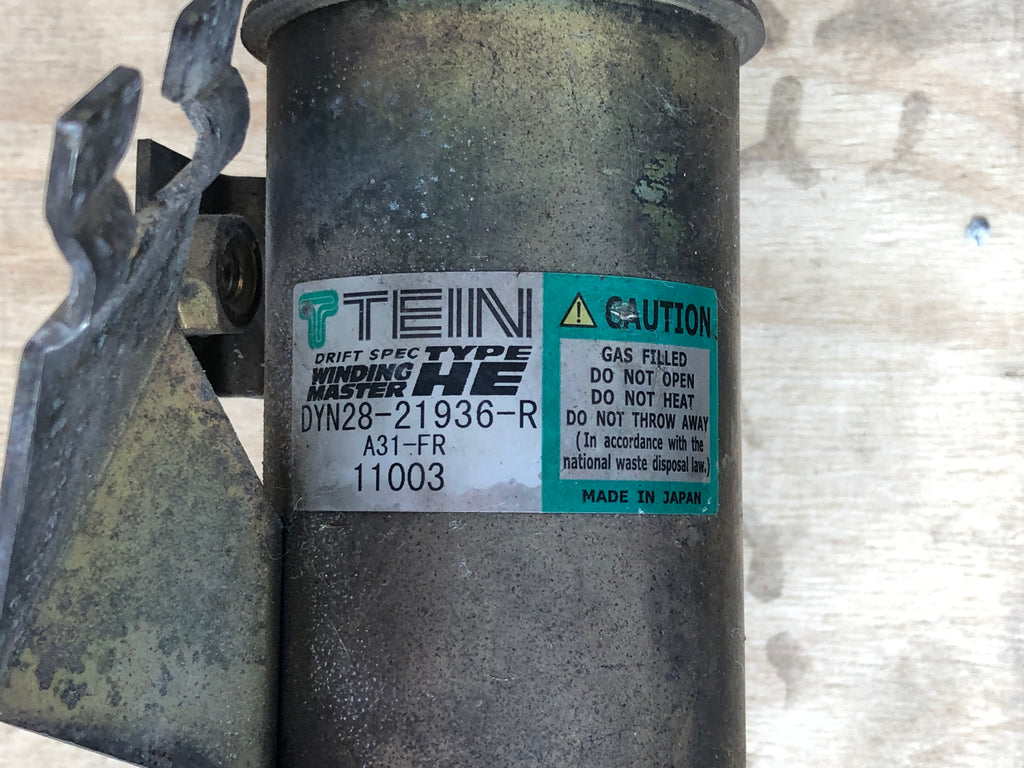 TEIN
DRIFT SPEC TYPE
WINDING
MASTER HE
DYN28-21936-R
A31-FR
11003
CAUTION
GAS FILLED
DO NOT OPEN
DO NOT HEAT
DO NOT THROW AWAY
(In accordance with the
national waste disposal law.)
MADE IN JAPAN